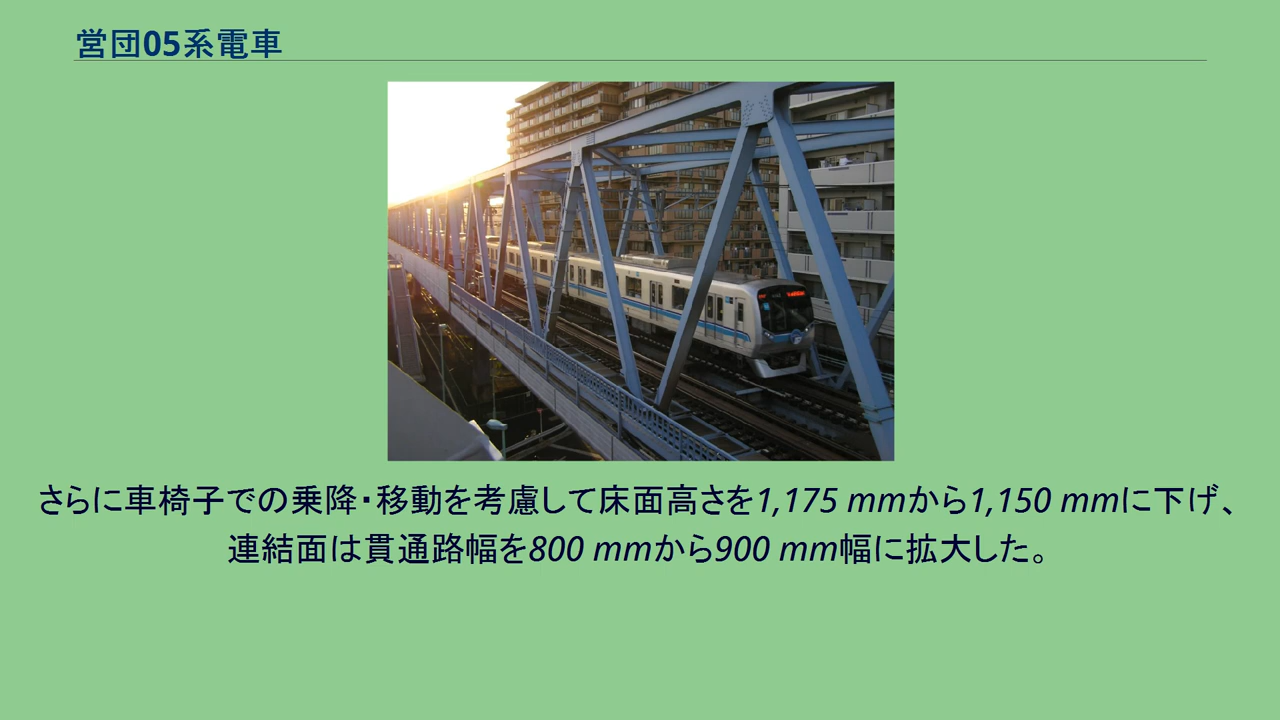 営団05系電車
さらに車椅子での乗降・移動を考慮して床面高さを1,175 mmから1,150 mmに下げ、
連結面は貫通路幅を800 mmから900 mm幅に拡大した。